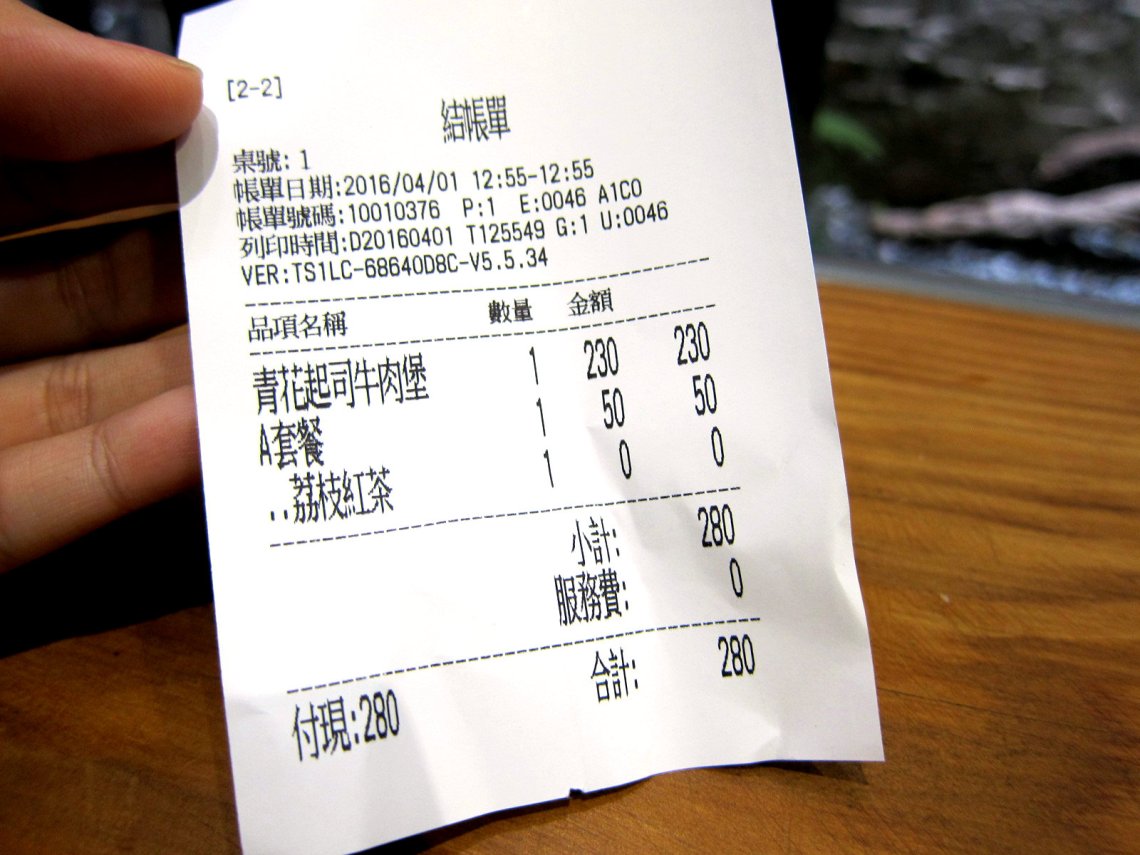 [2-2]
結帳單
桌號: 1
帳單日期:2016/04/01 12:55-12:55
帳單號碼:10010376 P:1 E:0046 A1C0
列印時間:D20160401 T125549 G:1 U:0046
VER:TS1LC-68640D8C-V5.5.34
品項名稱 數量 金額
青花起司牛肉堡 1 230 230
A套餐 1 50 50
..荔枝紅茶 1 0 0
小計: 280
服務費: 0
合計: 280
付現:280